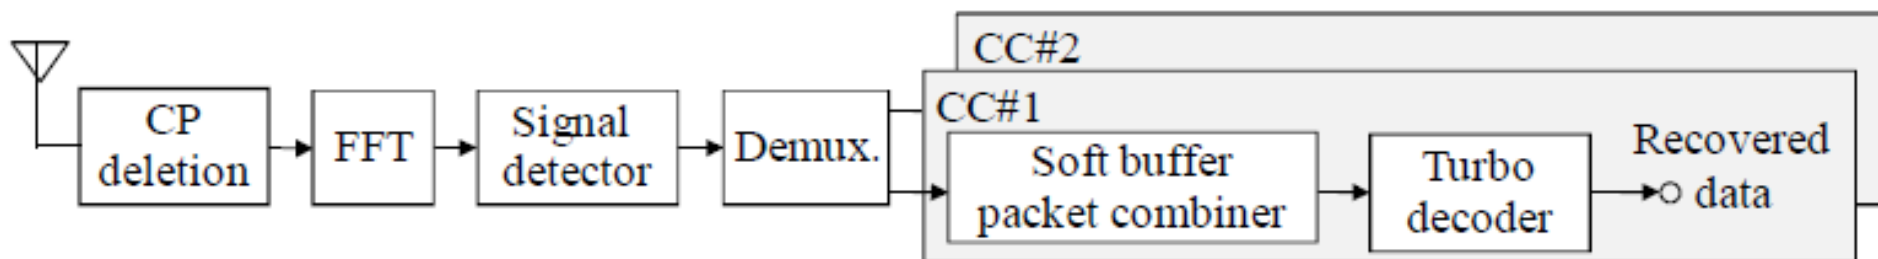 CC#2
CC#1
CP
deletion
FFT
Signal
detector
Demux.
Soft buffer
packet combiner
Turbo
decoder
Recovered
data